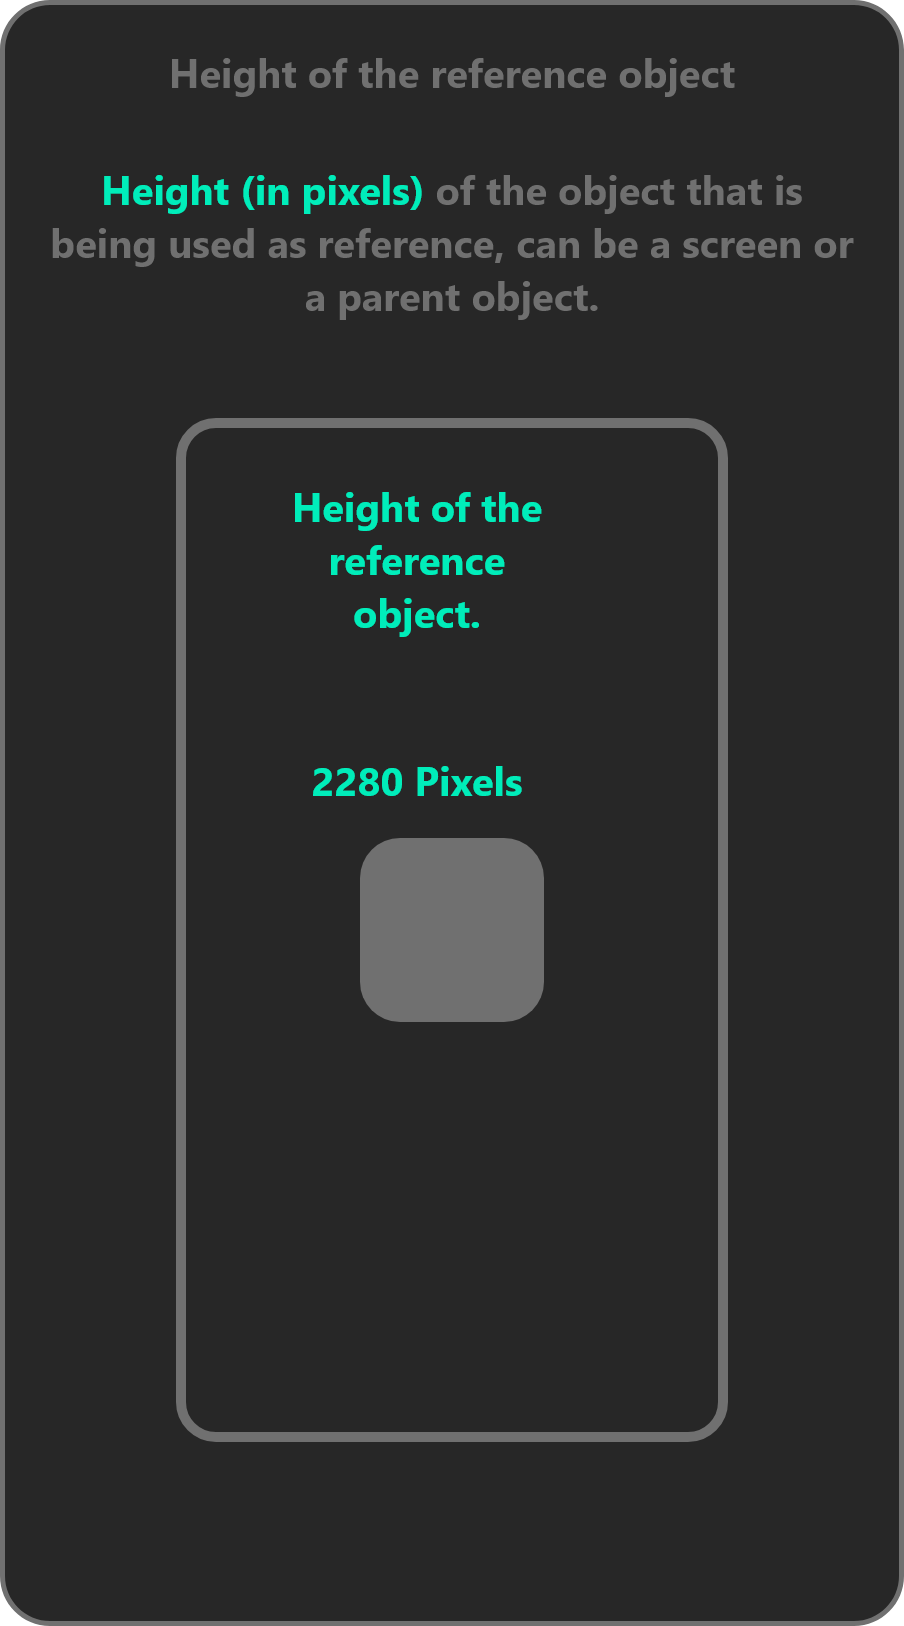 Height of the reference object
Height (in pixels) of the object that is
being used as reference, can be a screen or
a parent object.
Height of the
reference
object.
2280 Pixels